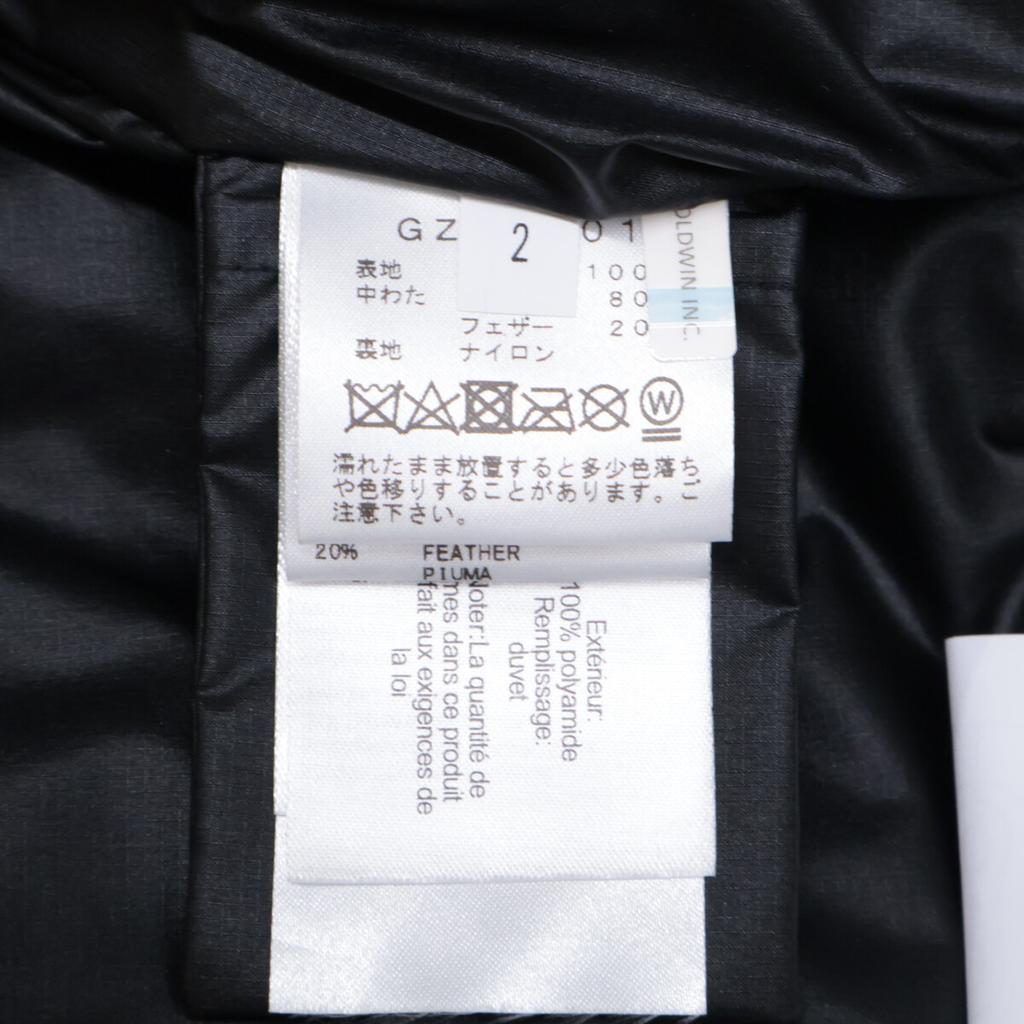 GZ 2 01
表地 100
中わた 80
フェザー 20
裏地 ナイロン
OLDWIN INC.
W
濡れたまま放置すると多少色落ち
や色移りすることがあります。ご
注意下さい。
20% FEATHER
PIUMA
Extérieur:
100% polyamide
Remplissage:
duvet
Noter:La quantité de
mes dans ce produit
fait aux exigences de
la loi